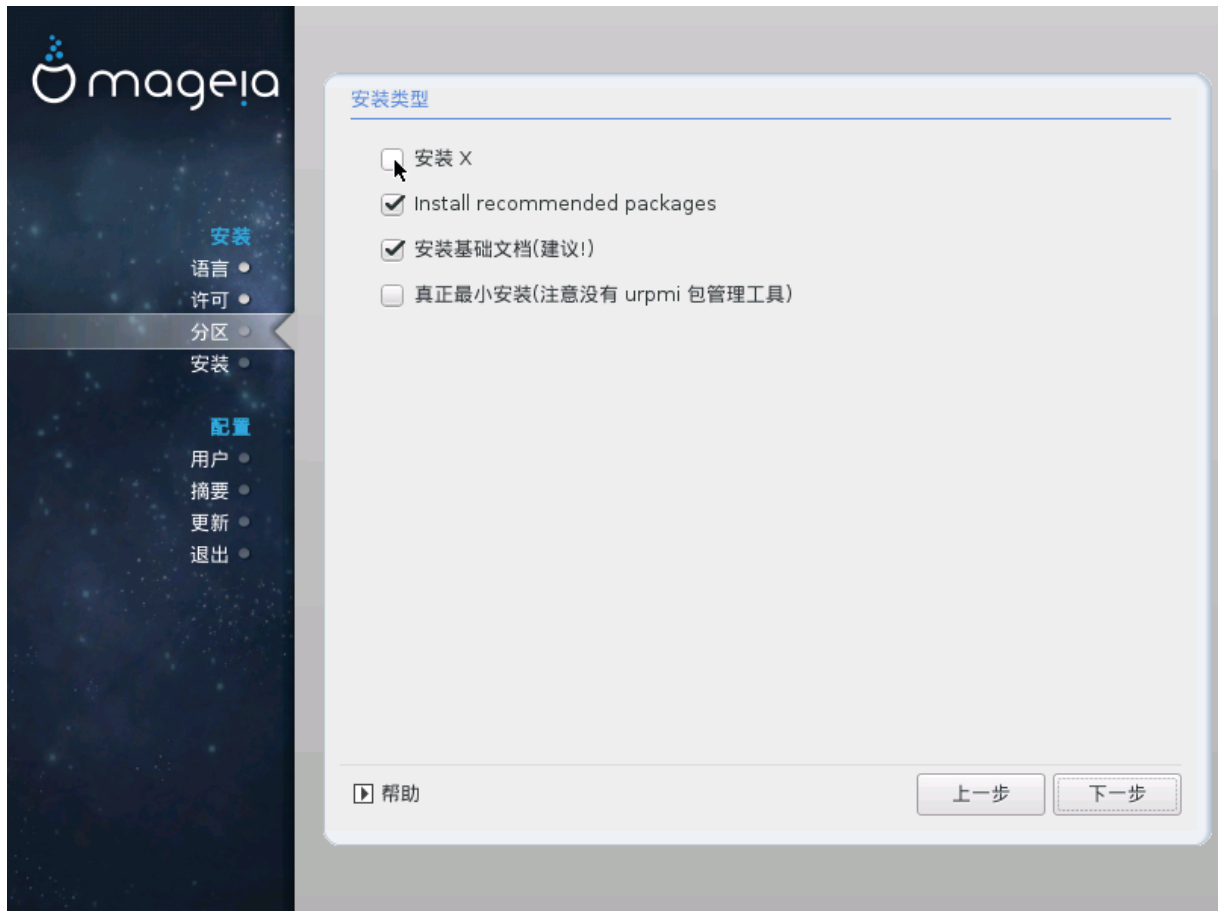 mageia
安装
语言
许可
分区
安装
配置
用户
摘要
更新
退出
安装类型
安装 X
Install recommended packages
安装基础文档(建议!)
真正最小安装(注意没有 urpmi 包管理工具)
帮助
上一步
下一步